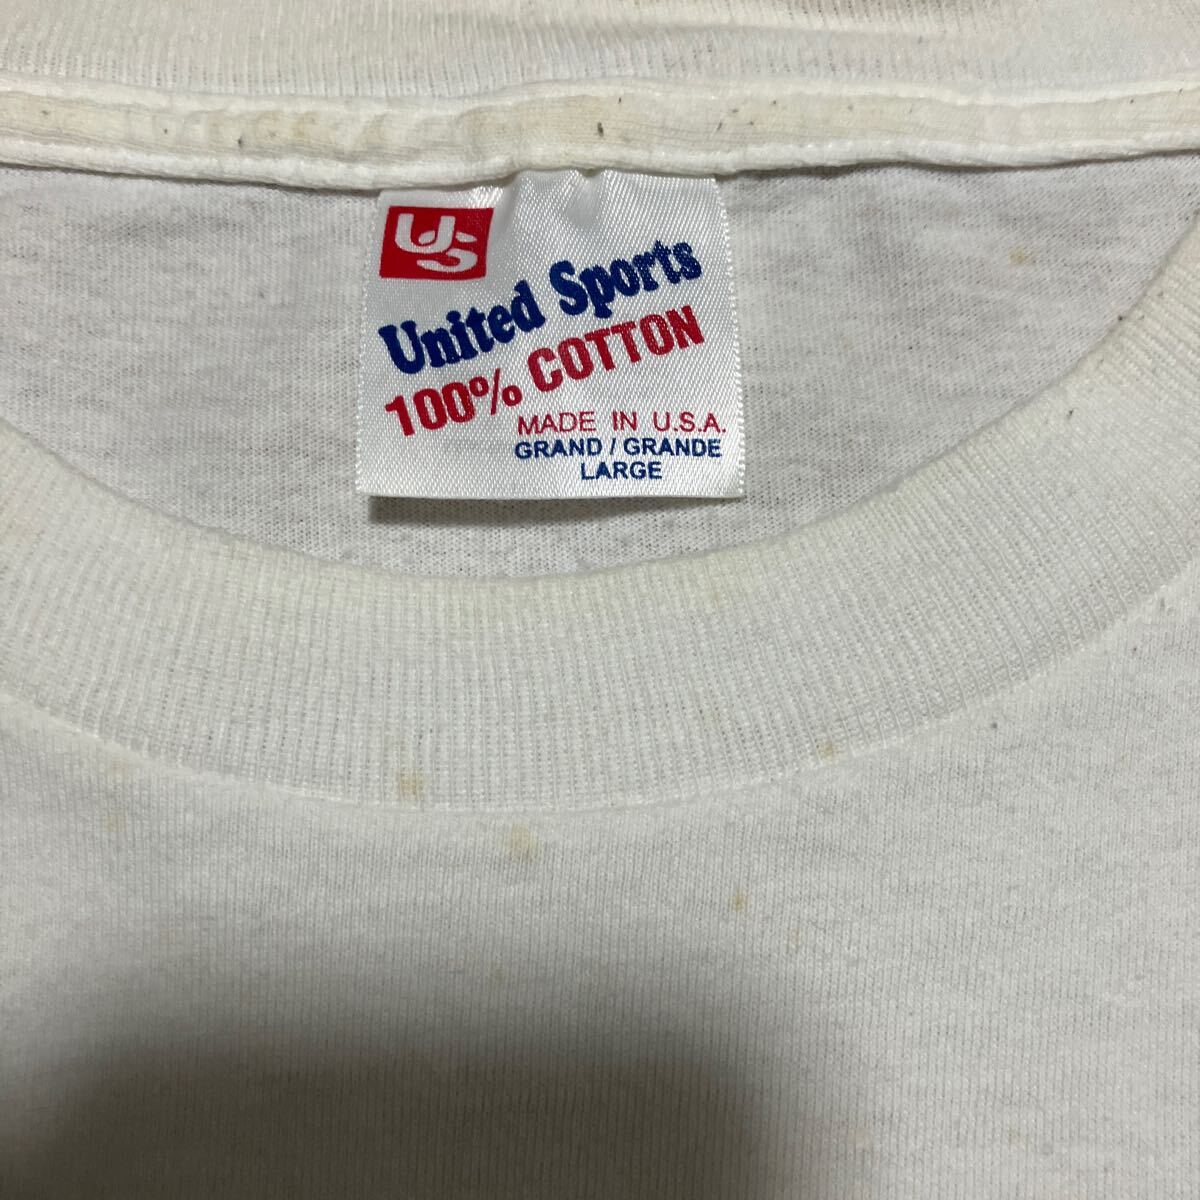 US
United Sports
100% COTTON
MADE IN U.S.A.
GRAND / GRANDE
LARGE